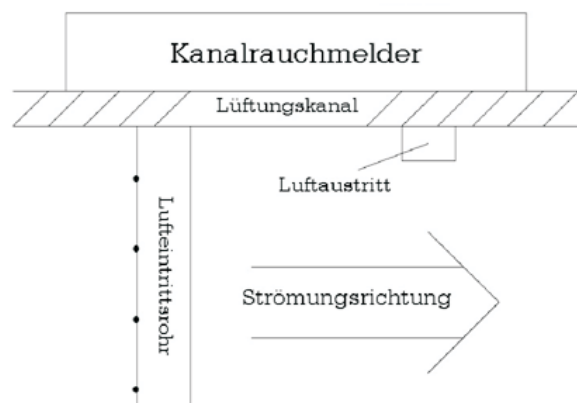 Kanalrauchmelder
Lüftungskanal
Luftaustritt
Lufteintrittsrohr
Strömungsrichtung